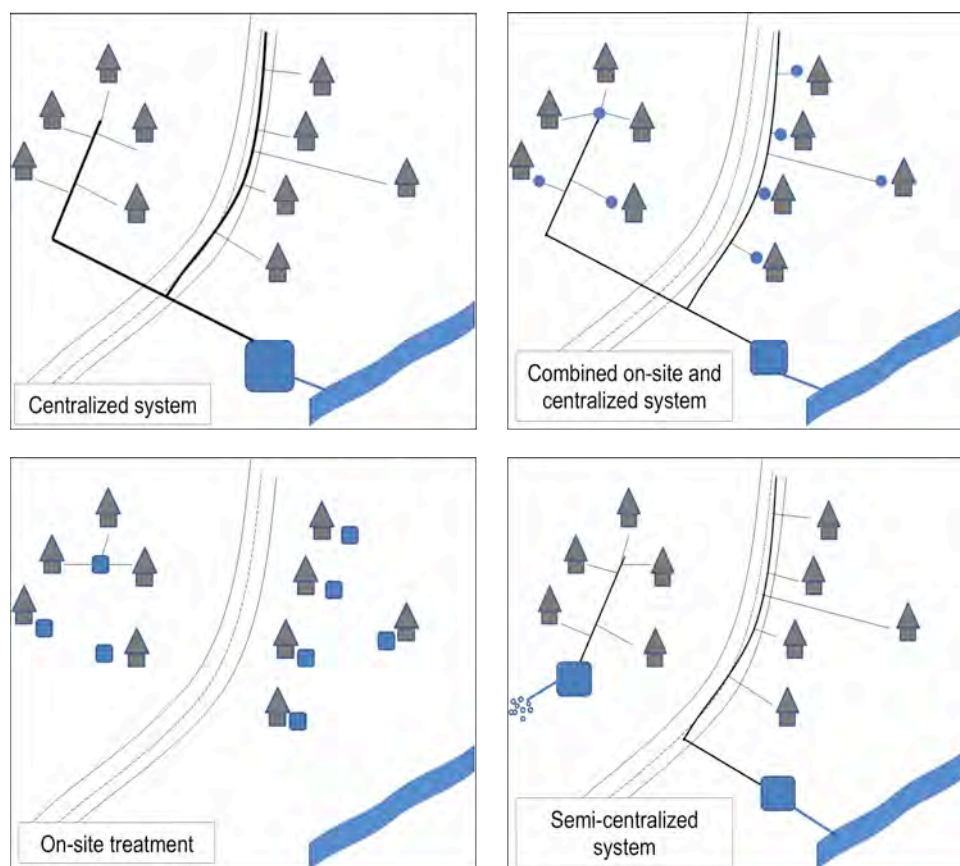 Centralized system
Combined on-site and
centralized system
On-site treatment
Semi-centralized
system